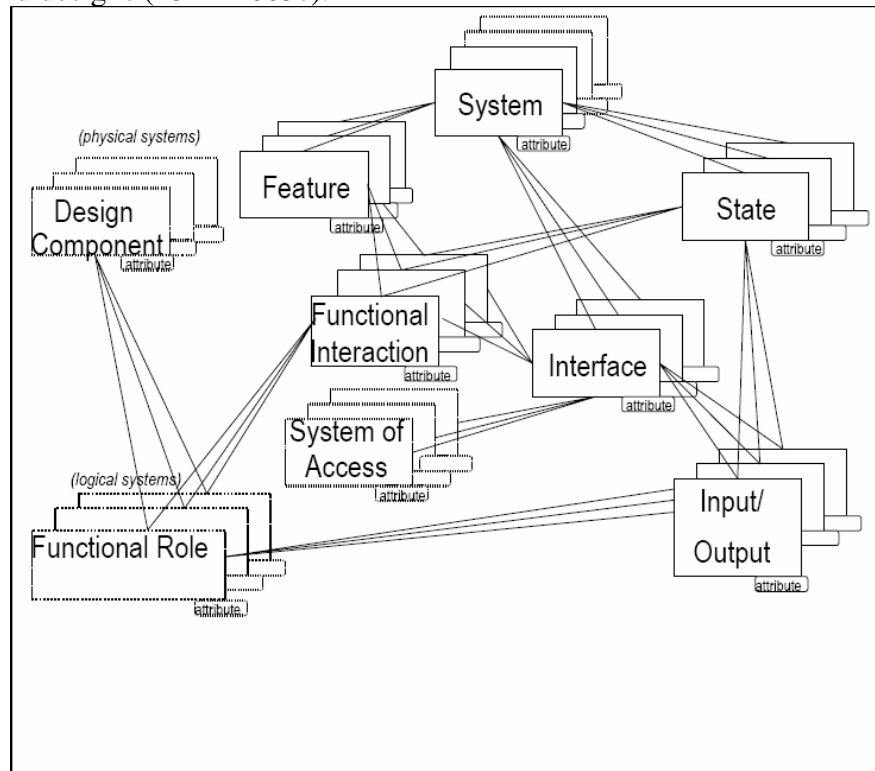 System
attribute
(physical systems)
Feature
attribute
Design
Component
attribute
State
attribute
Functional
Interaction
attribute
Interface
attribute
System of
Access
attribute
(logical systems)
Functional Role
attribute
Input/
Output
attribute